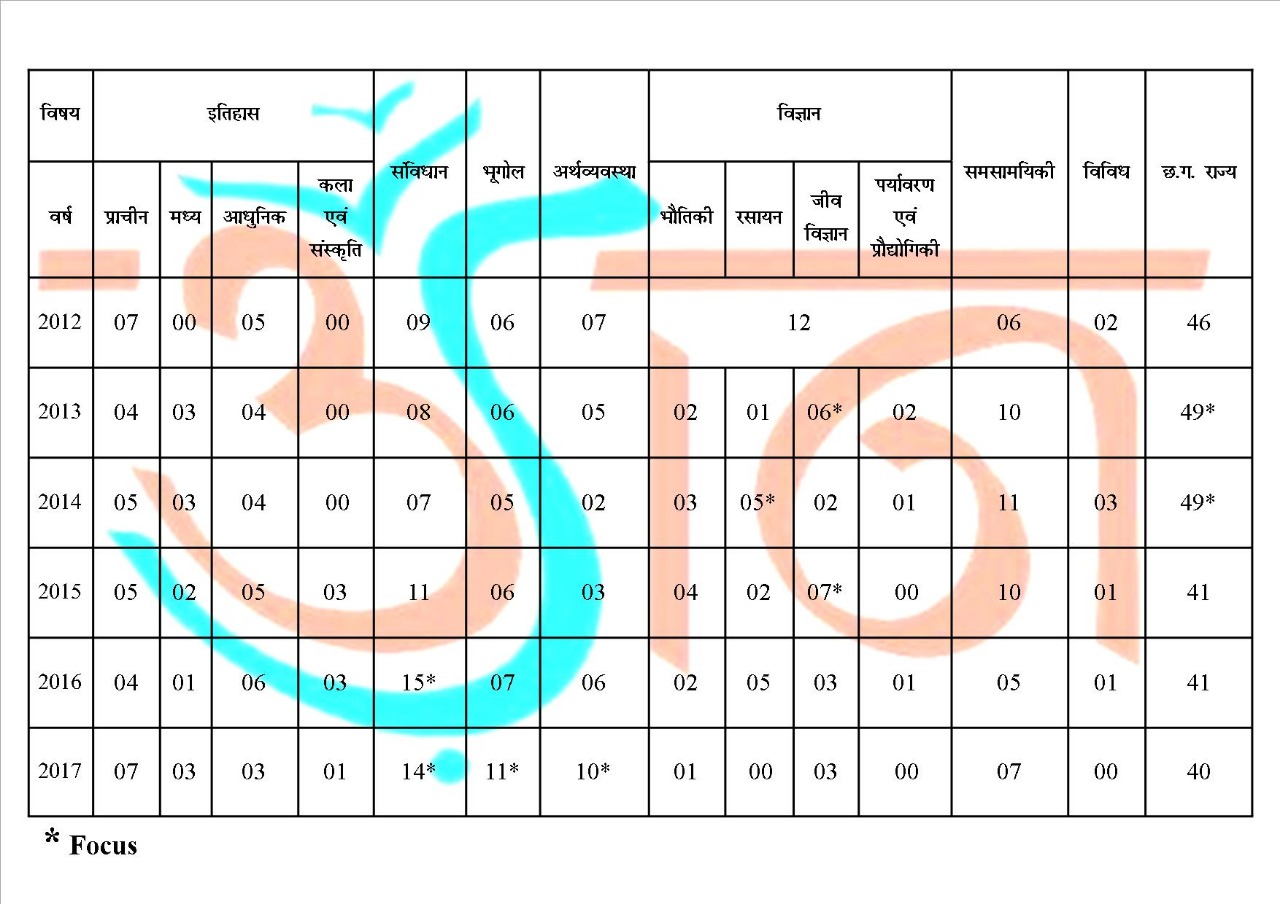 विषय इतिहास संविधान भूगोल अर्थव्यवस्था विज्ञान समसामयिकी विविध छ.ग. राज्य
वर्ष प्राचीन मध्य आधुनिक कला एवं संस्कृति भौतिकी रसायन जीव विज्ञान पर्यावरण एवं प्रौद्योगिकी
2012 07 00 05 00 09 06 07 12 06 02 46
2013 04 03 04 00 08 06 05 02 01 06* 02 10 49*
2014 05 03 04 00 07 05 02 03 05* 02 01 11 03 49*
2015 05 02 05 03 11 06 03 04 02 07* 00 10 01 41
2016 04 01 06 03 15* 07 06 02 05 03 01 05 01 41
2017 07 03 03 01 14* 11* 10* 01 00 03 00 07 00 40
* Focus